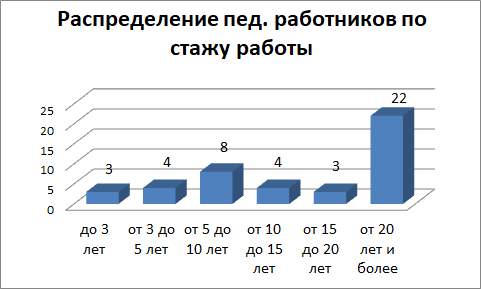 Распределение пед. работников по
стажу работы
25
20
15
10
5
0
3
4
8
4
3
22
до 3
лет
от 3 до
5 лет
от 5 до
10 лет
от 10
до 15
лет
от 15
до 20
лет
от 20
лет и
более